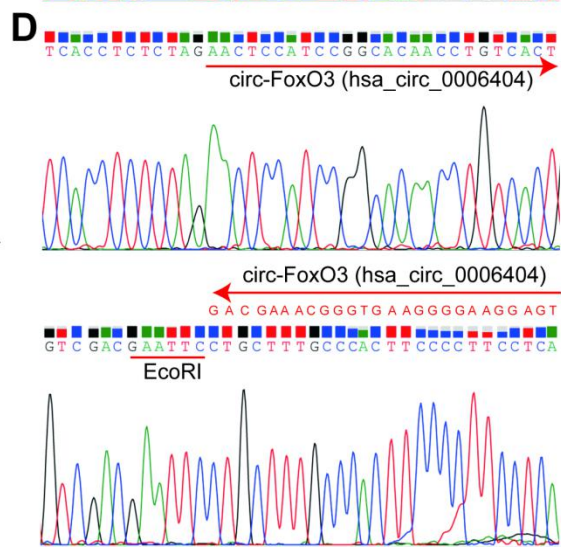 D
TCACCTCTCTAGAACTCCATCCGGCACAACCTGTCACT
circ-FoxO3 (hsa_circ_0006404)
circ-FoxO3 (hsa_circ_0006404)
GACGAAACGGGTGAAGGGGAAGGAGT
GTCGACGAATTCCTGCTTTGCCCACTTCCCCTTCCTCA
EcoRI